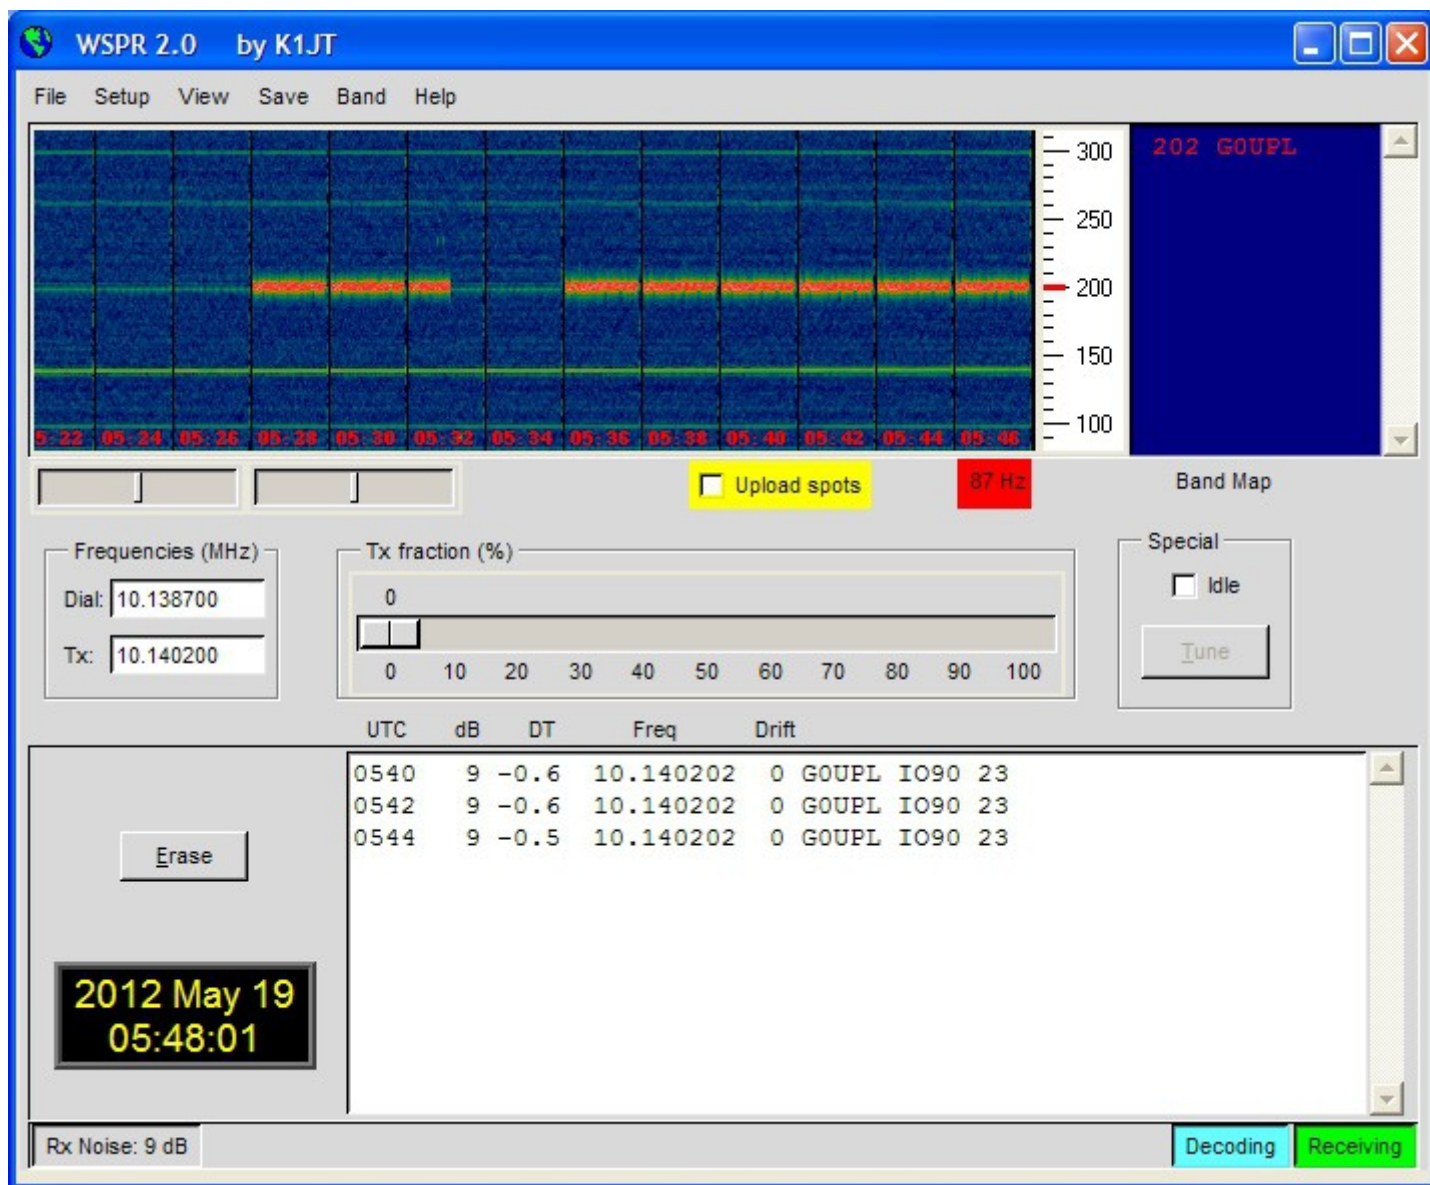 WSPR 2.0 by K1JT
File Setup View Save Band Help
300
250
200
150
100
202 G0UPL
5:22 05:24 05:26 05:28 05:30 05:32 05:34 05:36 05:38 05:40 05:42 05:44 05:46
Upload spots
87 Hz
Band Map
Frequencies (MHz)
Dial: 10.138700
Tx: 10.140200
Tx fraction (%)
0
0 10 20 30 40 50 60 70 80 90 100
Special
Idle
Tune
UTC dB DT Freq Drift
0540 9 -0.6 10.140202 0 G0UPL IO90 23
0542 9 -0.6 10.140202 0 G0UPL IO90 23
0544 9 -0.5 10.140202 0 G0UPL IO90 23
Erase
2012 May 19
05:48:01
Rx Noise: 9 dB
Decoding
Receiving